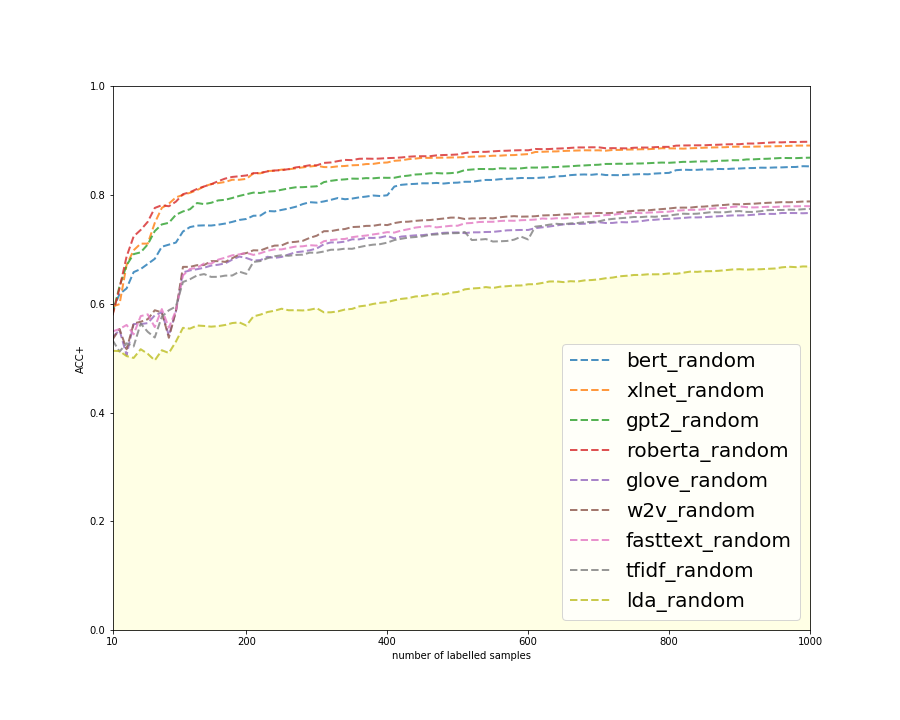 1.0
0.8
0.6
0.4
0.2
0.0
ACC+
bert_random
xlnet_random
gpt2_random
roberta_random
glove_random
w2v_random
fasttext_random
tfidf_random
lda_random
10 200 400 600 800 1000
number of labelled samples